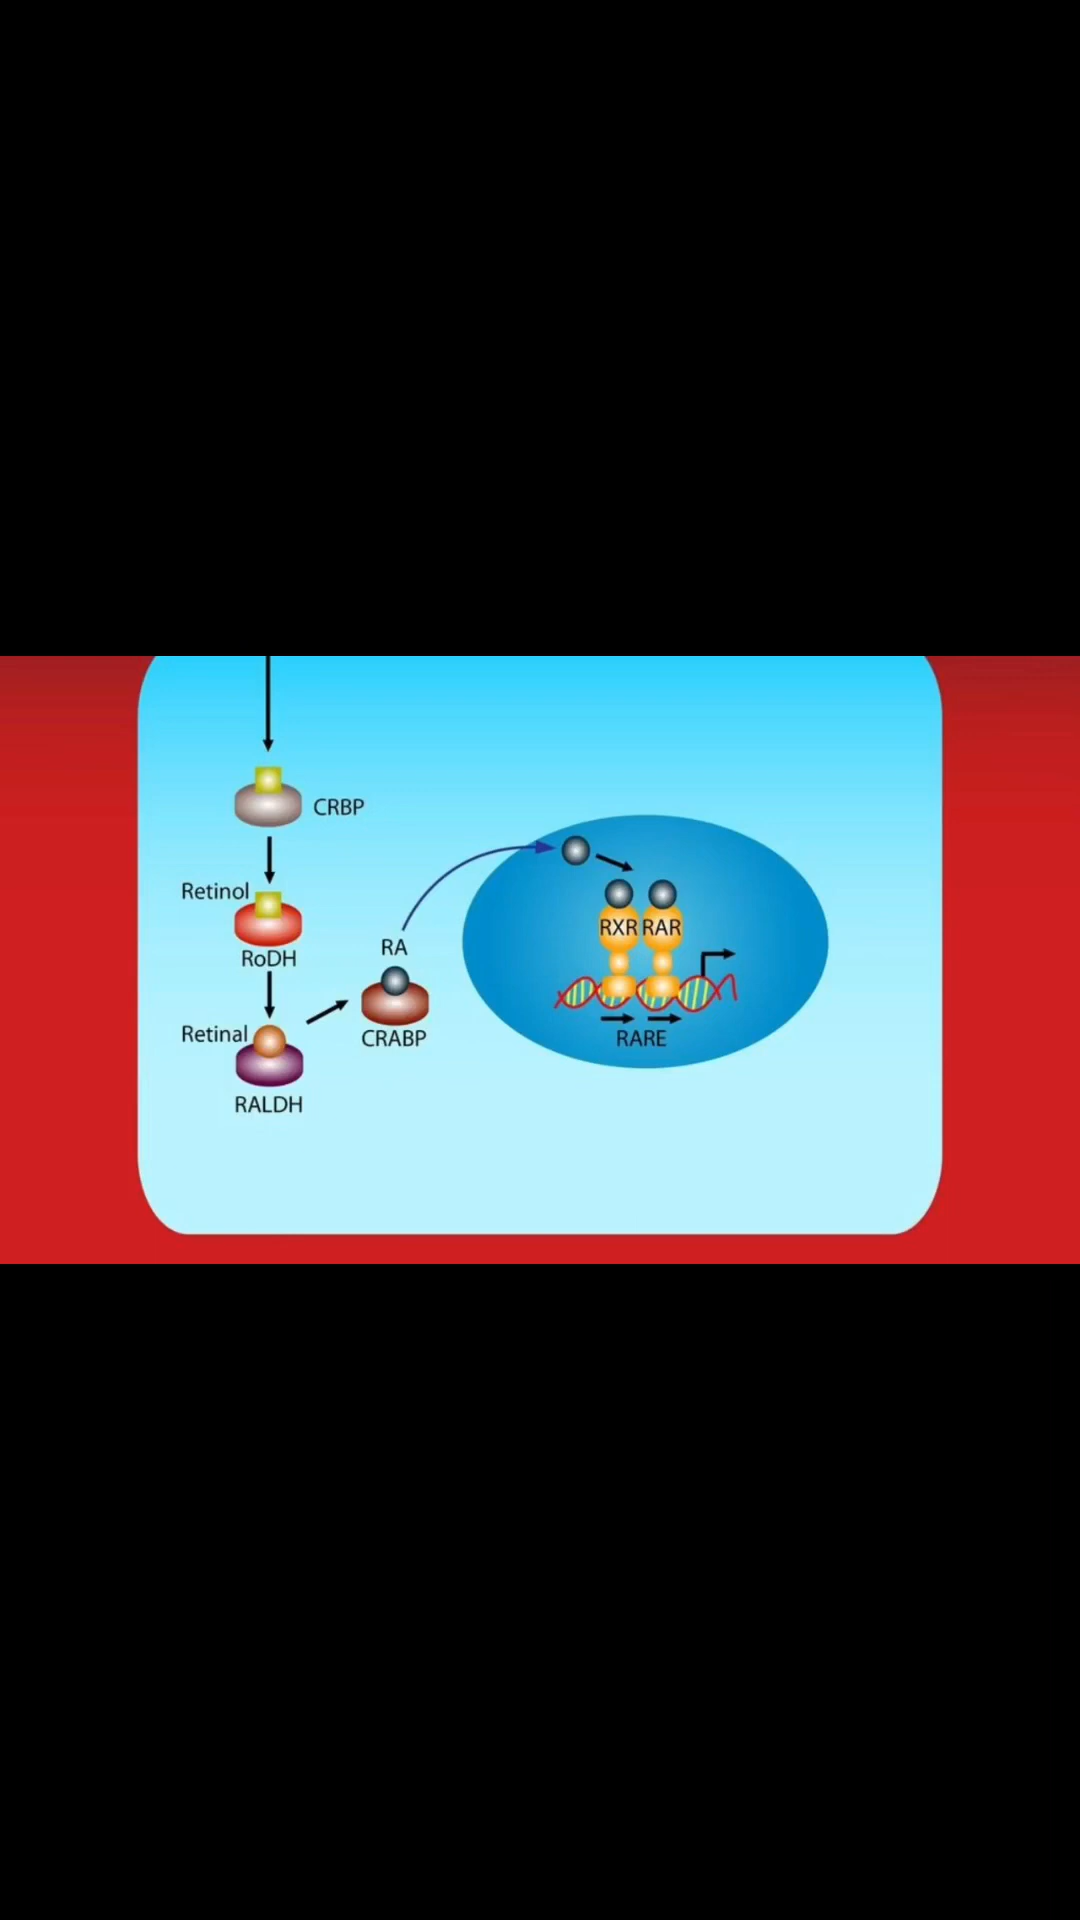 CRBP
Retinol
RoDH
RA
RXR RAR
Retinal
CRABP
RARE
RALDH